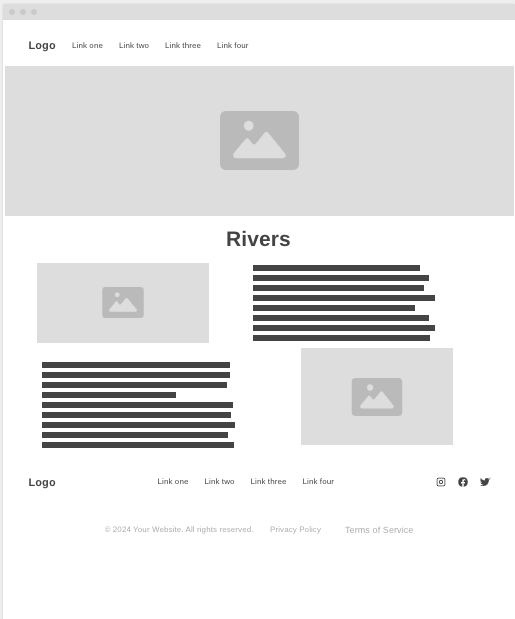 Logo Link one Link two Link three Link four
Rivers
Logo Link one Link two Link three Link four
© 2024 Your Website. All rights reserved. Privacy Policy Terms of Service